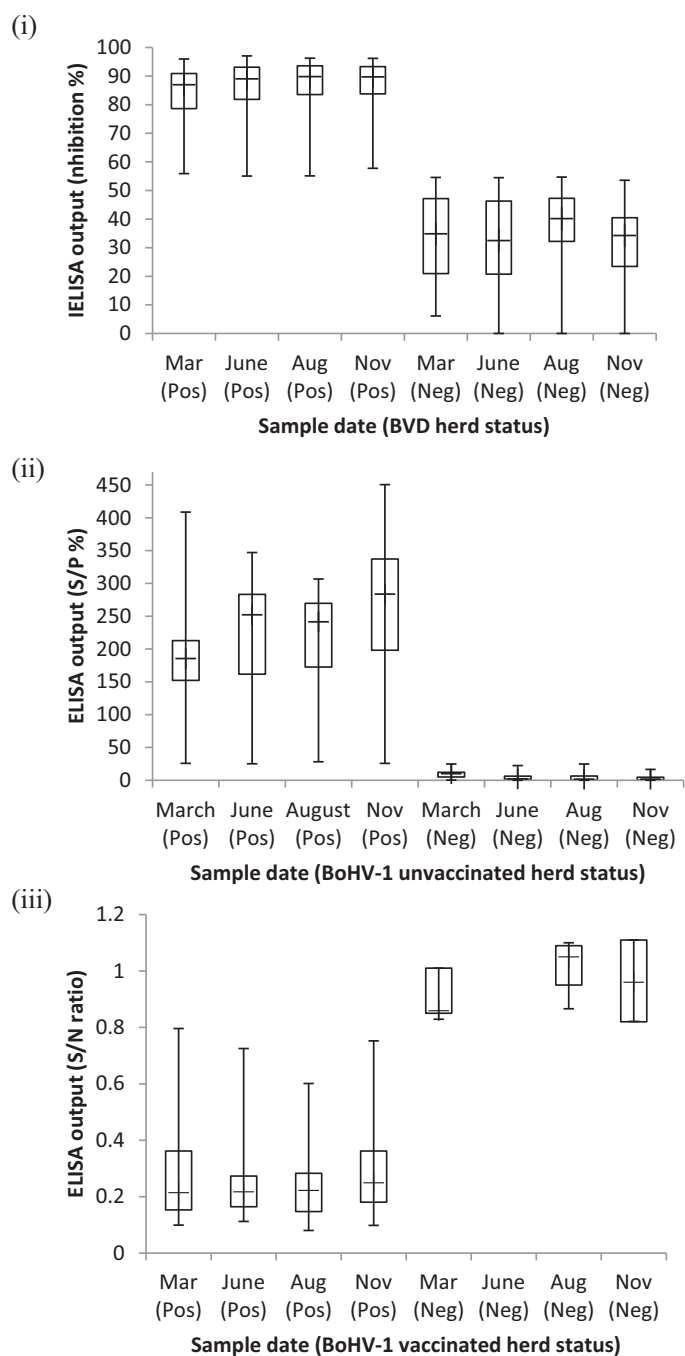 (i)
IELISA output (nhibition %)
100
90
80
70
60
50
40
30
20
10
0
Mar June Aug Nov Mar June Aug Nov
(Pos) (Pos) (Pos) (Pos) (Neg) (Neg) (Neg) (Neg)
Sample date (BVD herd status)
(ii)
ELISA output (S/P %)
450
400
350
300
250
200
150
100
50
0
March June August Nov March June Aug Nov
(Pos) (Pos) (Pos) (Pos) (Neg) (Neg) (Neg) (Neg)
Sample date (BoHV-1 unvaccinated herd status)
(iii)
ELISA output (S/N ratio)
1.2
1
0.8
0.6
0.4
0.2
0
Mar June Aug Nov Mar June Aug Nov
(Pos) (Pos) (Pos) (Pos) (Neg) (Neg) (Neg) (Neg)
Sample date (BoHV-1 vaccinated herd status)